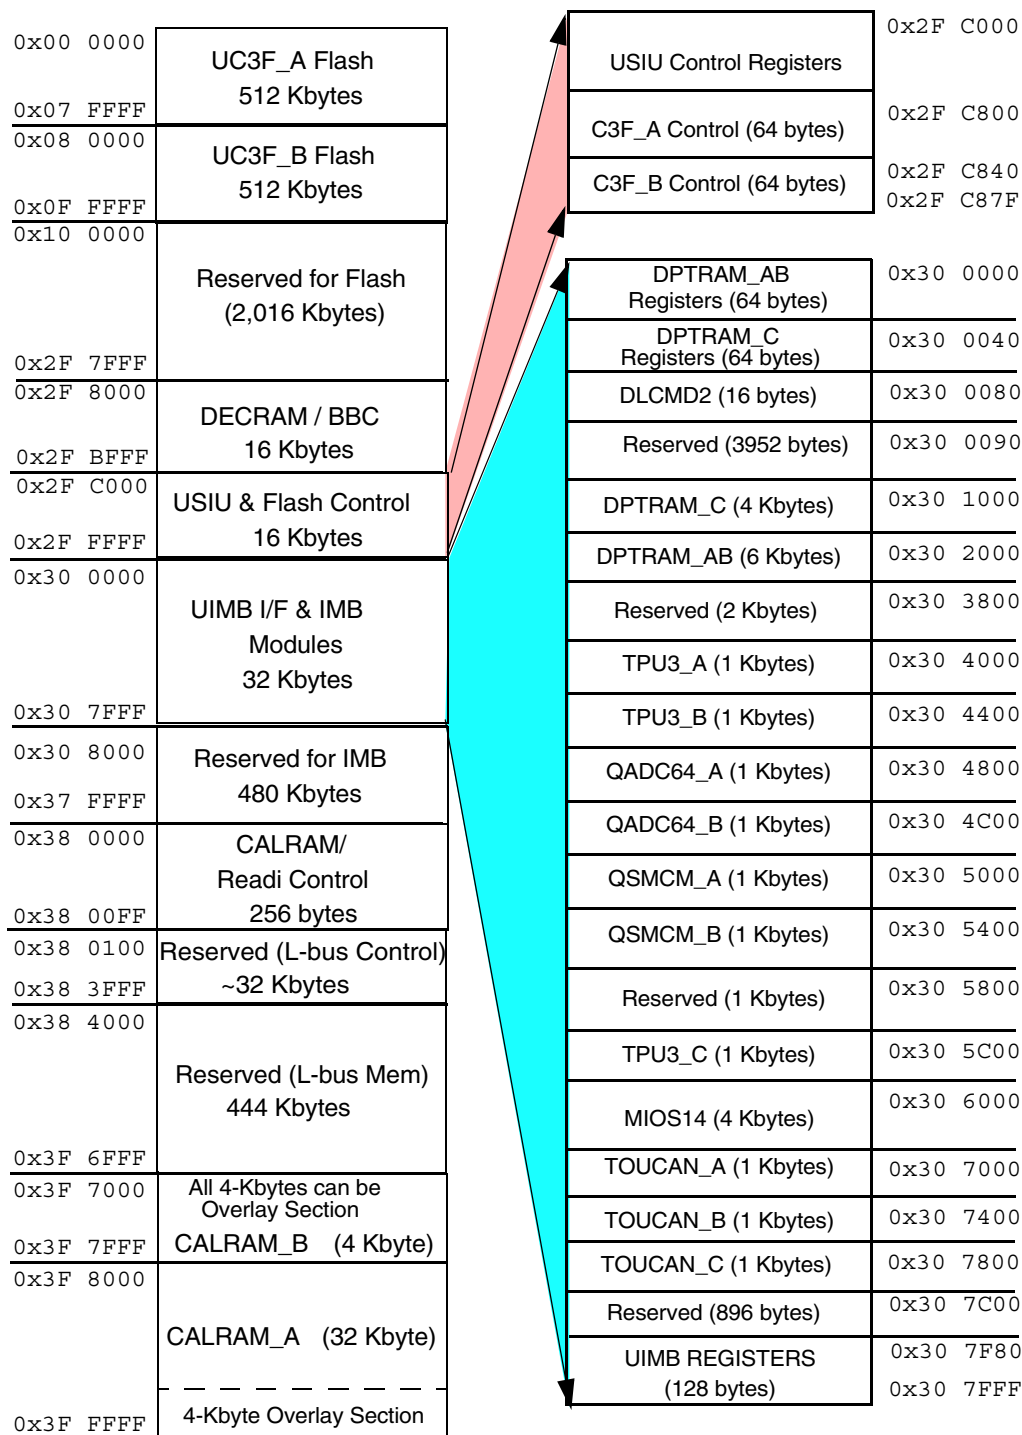 0x00 0000
UC3F_A Flash
512 Kbytes
0x07 FFFF
0x08 0000
UC3F_B Flash
512 Kbytes
0x0F FFFF
0x10 0000
Reserved for Flash
(2,016 Kbytes)
0x2F 7FFF
0x2F 8000
DECRAM / BBC
16 Kbytes
0x2F BFFF
0x2F C000
USIU & Flash Control
16 Kbytes
0x2F FFFF
0x30 0000
UIMB I/F & IMB
Modules
32 Kbytes
0x30 7FFF
0x30 8000
Reserved for IMB
480 Kbytes
0x37 FFFF
0x38 0000
CALRAM/
Readi Control
256 bytes
0x38 00FF
0x38 0100
Reserved (L-bus Control)
~32 Kbytes
0x38 3FFF
0x38 4000
Reserved (L-bus Mem)
444 Kbytes
0x3F 6FFF
0x3F 7000
All 4-Kbytes can be
Overlay Section
CALRAM_B (4 Kbyte)
0x3F 7FFF
0x3F 8000
CALRAM_A (32 Kbyte)
4-Kbyte Overlay Section
0x3F FFFF
0x2F C000
USIU Control Registers
C3F_A Control (64 bytes)
0x2F C800
C3F_B Control (64 bytes)
0x2F C840
0x2F C87F
DPTRAM_AB
Registers (64 bytes)
0x30 0000
DPTRAM_C
Registers (64 bytes)
0x30 0040
DLCMD2 (16 bytes)
0x30 0080
Reserved (3952 bytes)
0x30 0090
DPTRAM_C (4 Kbytes)
0x30 1000
DPTRAM_AB (6 Kbytes)
0x30 2000
Reserved (2 Kbytes)
0x30 3800
TPU3_A (1 Kbytes)
0x30 4000
TPU3_B (1 Kbytes)
0x30 4400
QADC64_A (1 Kbytes)
0x30 4800
QADC64_B (1 Kbytes)
0x30 4C00
QSMCM_A (1 Kbytes)
0x30 5000
QSMCM_B (1 Kbytes)
0x30 5400
Reserved (1 Kbytes)
0x30 5800
TPU3_C (1 Kbytes)
0x30 5C00
MIOS14 (4 Kbytes)
0x30 6000
TOUCAN_A (1 Kbytes)
0x30 7000
TOUCAN_B (1 Kbytes)
0x30 7400
TOUCAN_C (1 Kbytes)
0x30 7800
Reserved (896 bytes)
0x30 7C00
UIMB REGISTERS
(128 bytes)
0x30 7F80
0x30 7FFF